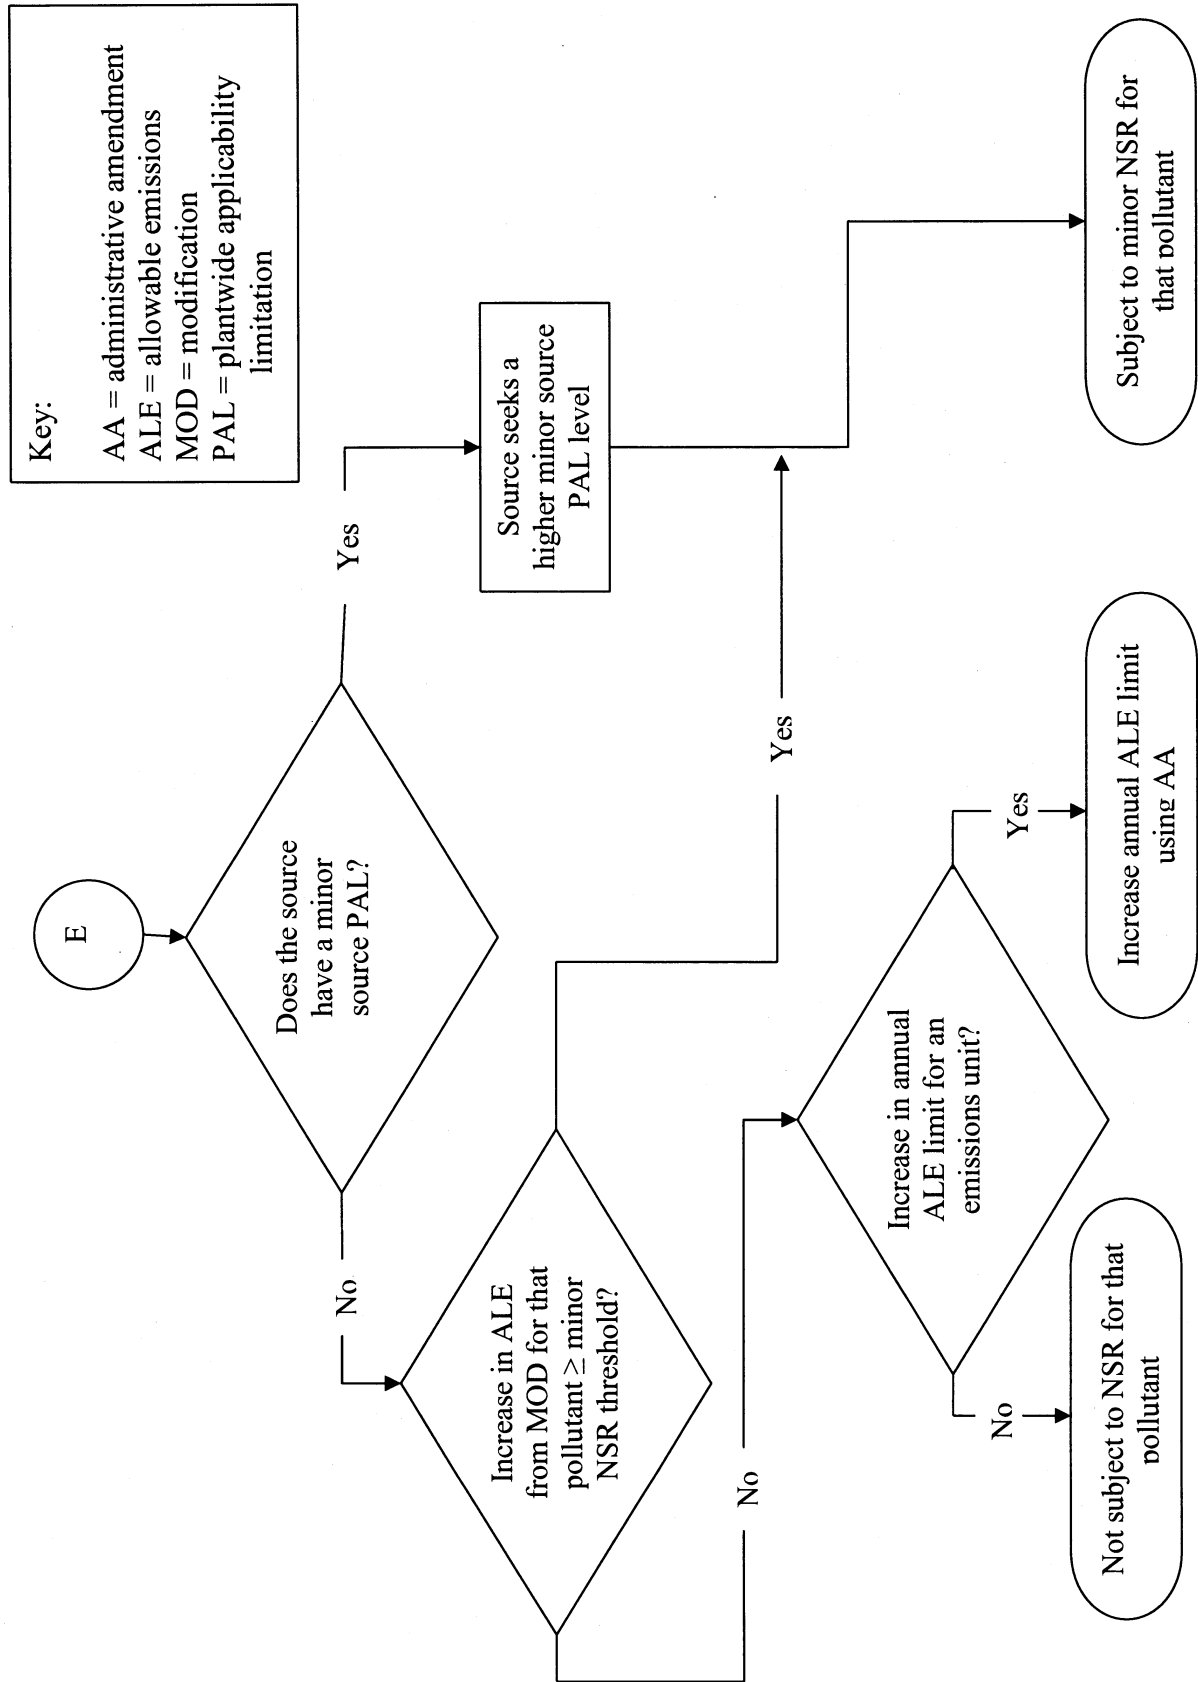 Key:
AA = administrative amendment
ALE = allowable emissions
MOD = modification
PAL = plantwide applicability
limitation
E
Does the source
have a minor
source PAL?
Yes
No
Source seeks a
higher minor source
PAL level
Increase in ALE
from MOD for that
pollutant ≥ minor
NSR threshold?
Yes
No
Increase in annual
ALE limit for an
emissions unit?
Yes
No
Not subject to NSR for that
pollutant
Increase annual ALE limit
using AA
Subject to minor NSR for
that pollutant